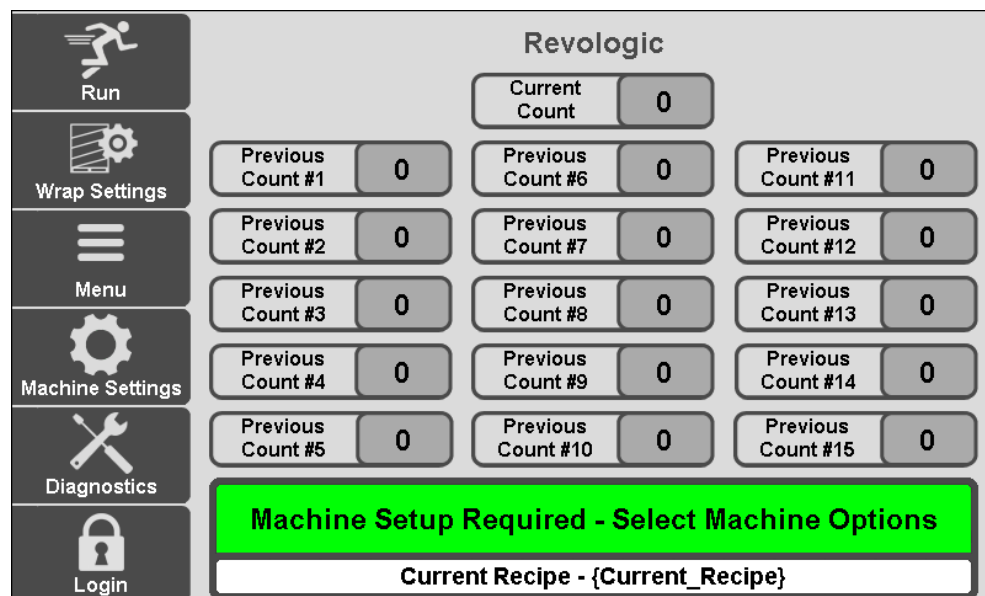 Run
Wrap Settings
Menu
Machine Settings
Diagnostics
Login
Revologic
Current
Count
0
Previous
Count #1
0
Previous
Count #6
0
Previous
Count #11
0
Previous
Count #2
0
Previous
Count #7
0
Previous
Count #12
0
Previous
Count #3
0
Previous
Count #8
0
Previous
Count #13
0
Previous
Count #4
0
Previous
Count #9
0
Previous
Count #14
0
Previous
Count #5
0
Previous
Count #10
0
Previous
Count #15
0
Machine Setup Required - Select Machine Options
Current Recipe - {Current_Recipe}